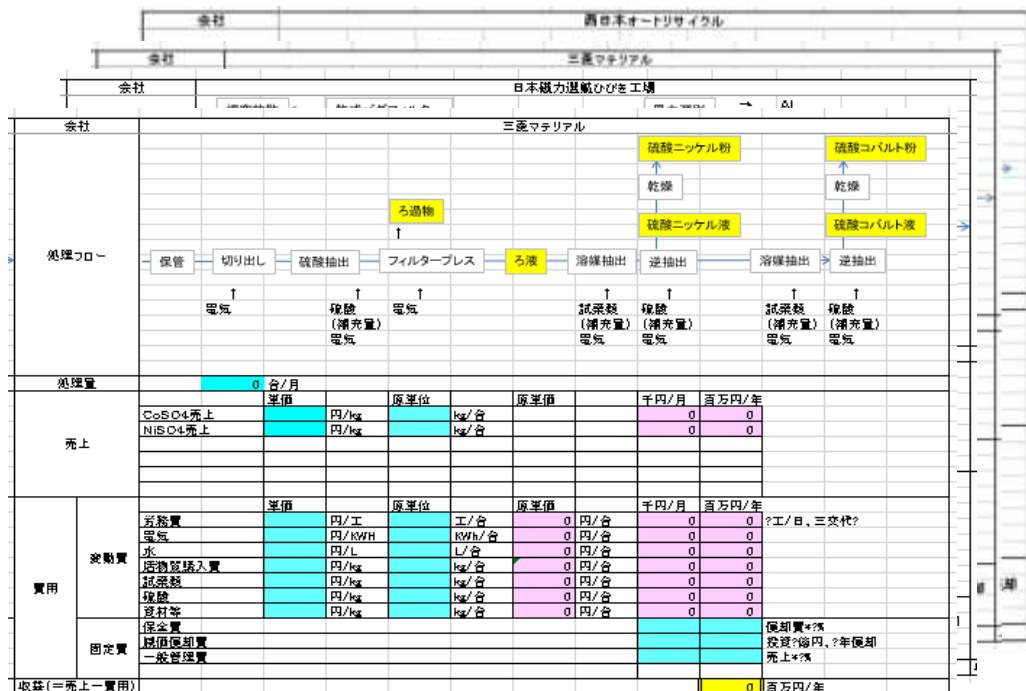 会社 西日本オートリサイクル
会社 三菱マテリアル
会社 日本磁力選鉱ひびき工場
会社 三菱マテリアル
硫酸ニッケル粉 硫酸コバルト粉
乾燥 乾燥
ろ過物 硫酸ニッケル液 硫酸コバルト液
↑
処理フロー 保管 切り出し 硫酸抽出 フィルタープレス ろ液 溶媒抽出 逆抽出 溶媒抽出 逆抽出
↑ ↑ ↑ ↑ ↑ ↑ ↑
電気 硫酸 電気 試薬類 硫酸 試薬類 硫酸
(補充量) (補充量) (補充量) (補充量) (補充量)
電気 電気 電気 電気 電気
処理量 0 台/月
単価 原単位 原単価 千円/月 百万円/年
CoSO4売上 円/kg kg/台 0 0
NiSO4売上 円/kg kg/台 0 0
売上
単価 原単位 原単価 千円/月 百万円/年
労務費 円/工 工/台 0 円/台 0 0 ?工/日、三交代?
電気 円/KWH KWh/台 0 円/台 0 0
水 円/L L/台 0 円/台 0 0
活物質購入費 円/kg kg/台 0 円/台 0 0
試薬類 円/kg kg/台 0 円/台 0 0
硫酸 円/kg kg/台 0 円/台 0 0
資材等 円/kg kg/台 0 円/台 0 0
変動費
費用
保全費 償却費*?%
減価償却費 投資?億円、?年償却
一般管理費 売上*?%
固定費
収益(=売上ー費用) 0 百万円/年